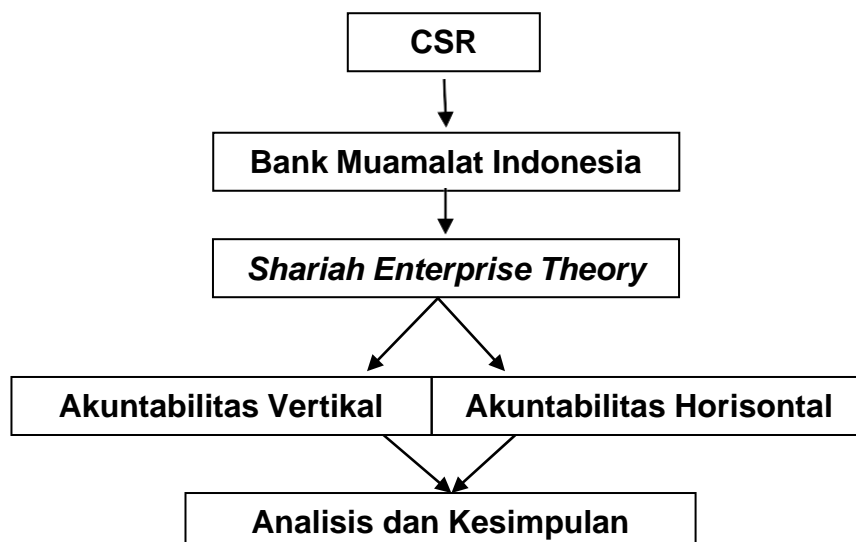 CSR
Bank Muamalat Indonesia
Shariah Enterprise Theory
Akuntabilitas Vertikal
Akuntabilitas Horisontal
Analisis dan Kesimpulan